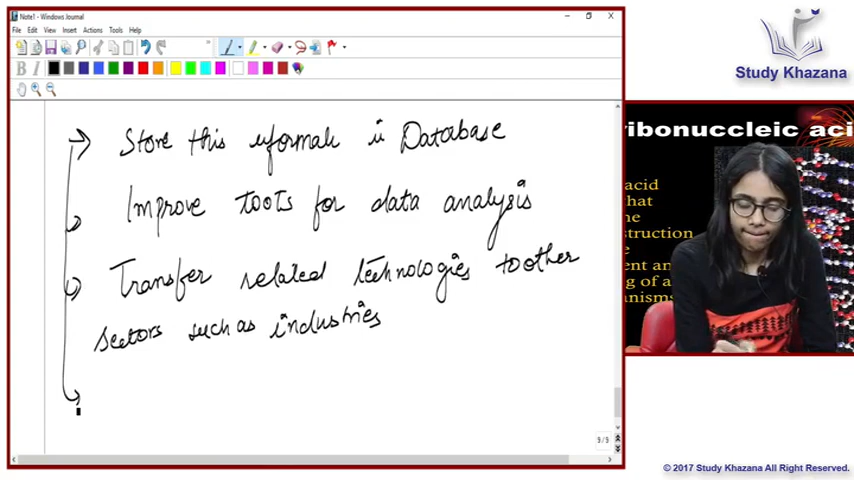 Note1 - Windows Journal
File Edit View Insert Actions Tools Help
B I
Store this informati in Database
Improve tools for data analysis
Transfer related technologies to other
sectors such as industries
9/9
Study Khazana
ribonuccleic aci
acid
hat
ne
struction
e
ent an
g of a
anisms
© 2017 Study Khazana All Right Reserved.